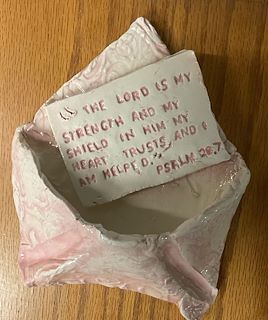 THE LORD IS MY
STRENGTH AND MY
SHIELD IN HIM MY
HEART TRUSTS AND I
AM HELPED. PSALM 28:7